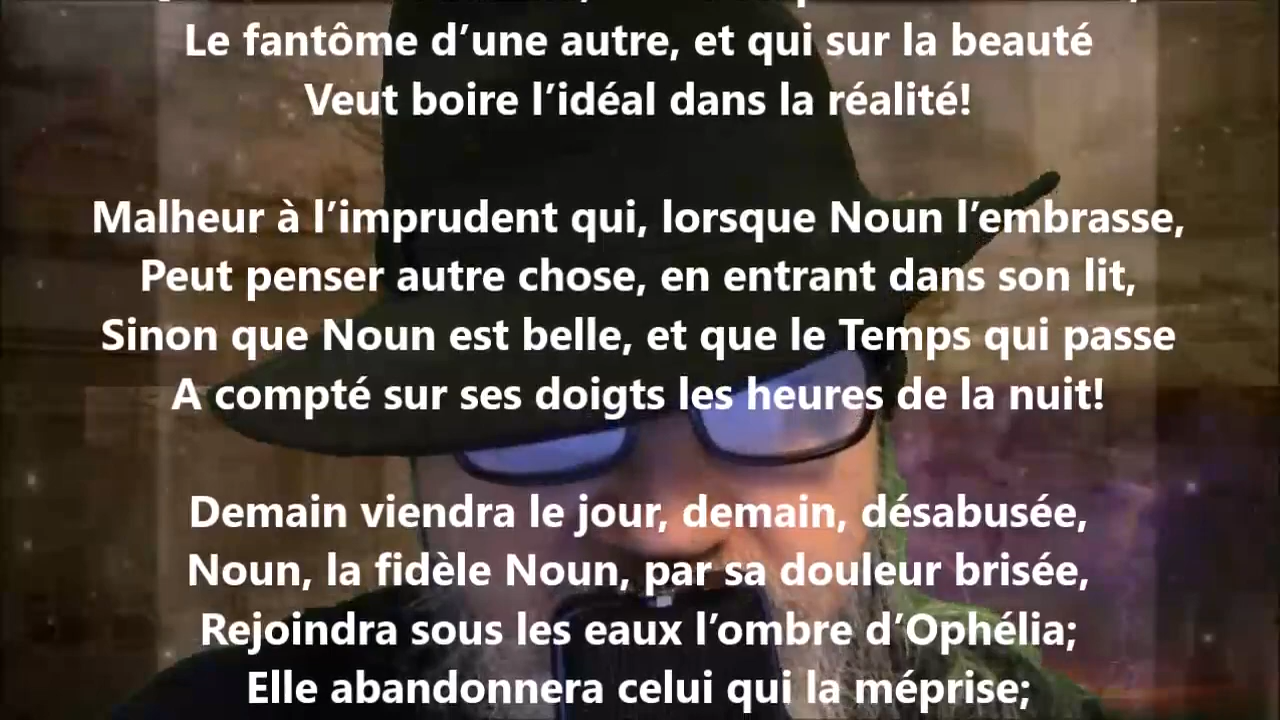 Le fantôme d’une autre, et qui sur la beauté
Veut boire l’idéal dans la réalité!
Malheur à l’imprudent qui, lorsque Noun l’embrasse,
Peut penser autre chose, en entrant dans son lit,
Sinon que Noun est belle, et que le Temps qui passe
A compté sur ses doigts les heures de la nuit!
Demain viendra le jour, demain, désabusée,
Noun, la fidèle Noun, par sa douleur brisée,
Rejoindra sous les eaux l’ombre d’Ophélia;
Elle abandonnera celui qui la méprise;